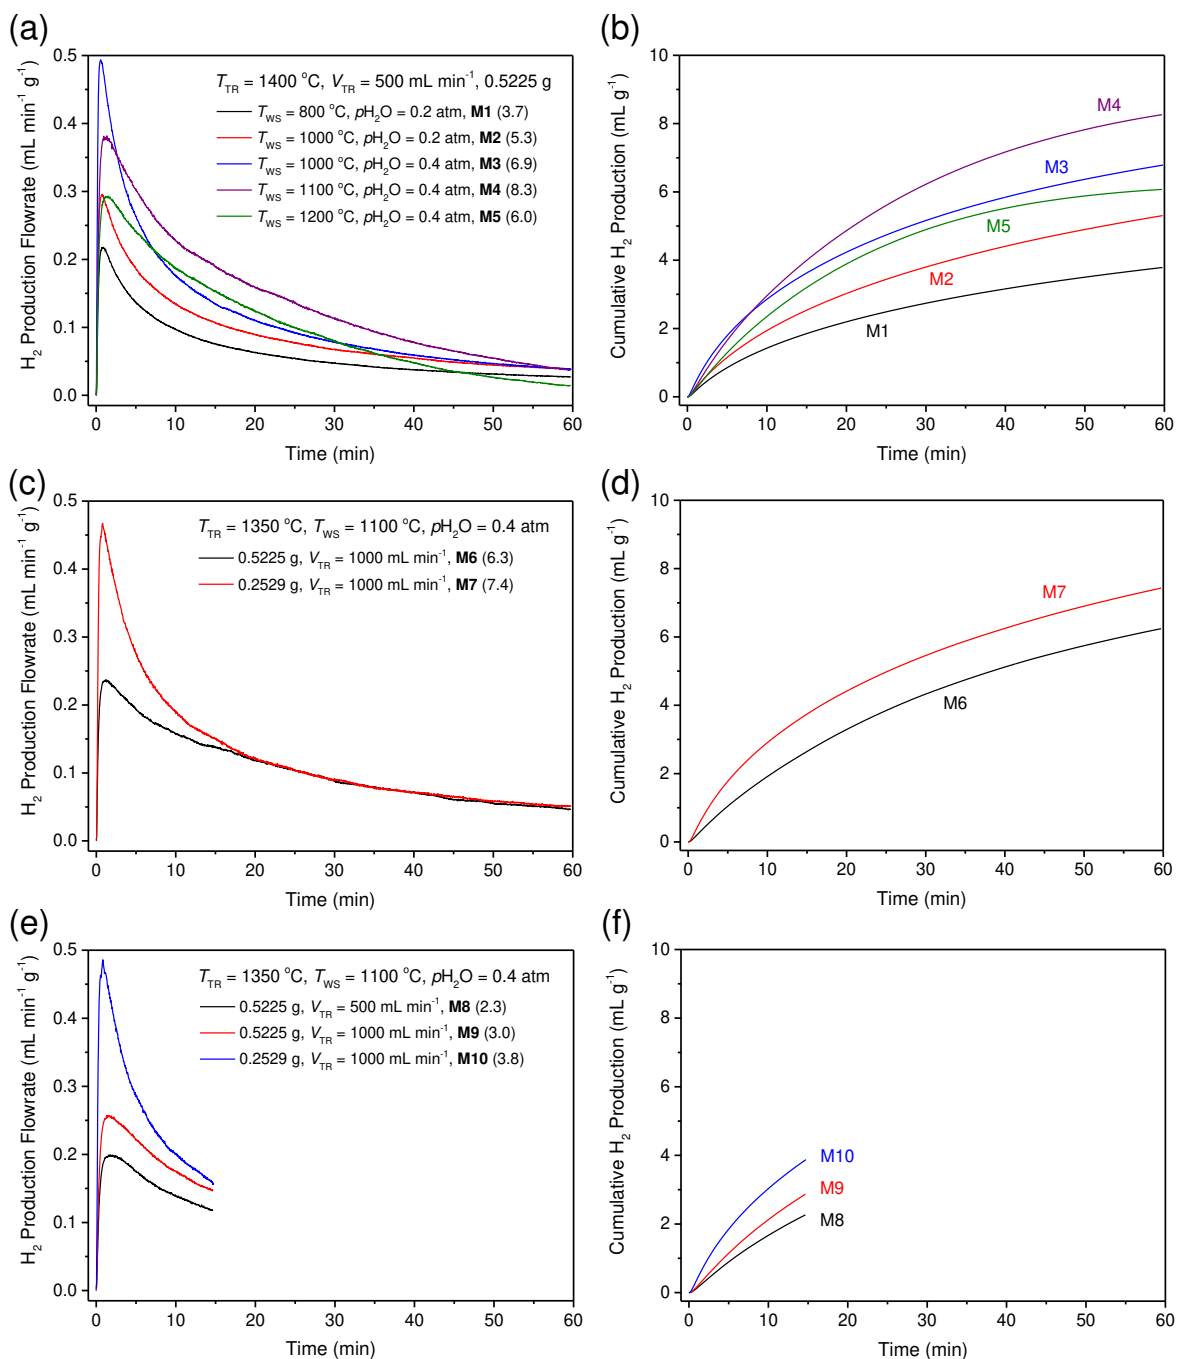 (a)
H₂ Production Flowrate (mL min⁻¹ g⁻¹)
0.5
0.4
0.3
0.2
0.1
0.0
T_TR = 1400 °C, V_TR = 500 mL min⁻¹, 0.5225 g
T_WS = 800 °C, pH₂O = 0.2 atm, M1 (3.7)
T_WS = 1000 °C, pH₂O = 0.2 atm, M2 (5.3)
T_WS = 1000 °C, pH₂O = 0.4 atm, M3 (6.9)
T_WS = 1100 °C, pH₂O = 0.4 atm, M4 (8.3)
T_WS = 1200 °C, pH₂O = 0.4 atm, M5 (6.0)
0 10 20 30 40 50 60
Time (min)
(b)
Cumulative H₂ Production (mL g⁻¹)
10
8
6
4
2
0
M4
M3
M5
M2
M1
0 10 20 30 40 50 60
Time (min)
(c)
H₂ Production Flowrate (mL min⁻¹ g⁻¹)
0.5
0.4
0.3
0.2
0.1
0.0
T_TR = 1350 °C, T_WS = 1100 °C, pH₂O = 0.4 atm
0.5225 g, V_TR = 1000 mL min⁻¹, M6 (6.3)
0.2529 g, V_TR = 1000 mL min⁻¹, M7 (7.4)
0 10 20 30 40 50 60
Time (min)
(d)
Cumulative H₂ Production (mL g⁻¹)
10
8
6
4
2
0
M7
M6
0 10 20 30 40 50 60
Time (min)
(e)
H₂ Production Flowrate (mL min⁻¹ g⁻¹)
0.5
0.4
0.3
0.2
0.1
0.0
T_TR = 1350 °C, T_WS = 1100 °C, pH₂O = 0.4 atm
0.5225 g, V_TR = 500 mL min⁻¹, M8 (2.3)
0.5225 g, V_TR = 1000 mL min⁻¹, M9 (3.0)
0.2529 g, V_TR = 1000 mL min⁻¹, M10 (3.8)
0 10 20 30 40 50 60
Time (min)
(f)
Cumulative H₂ Production (mL g⁻¹)
10
8
6
4
2
0
M10
M9
M8
0 10 20 30 40 50 60
Time (min)